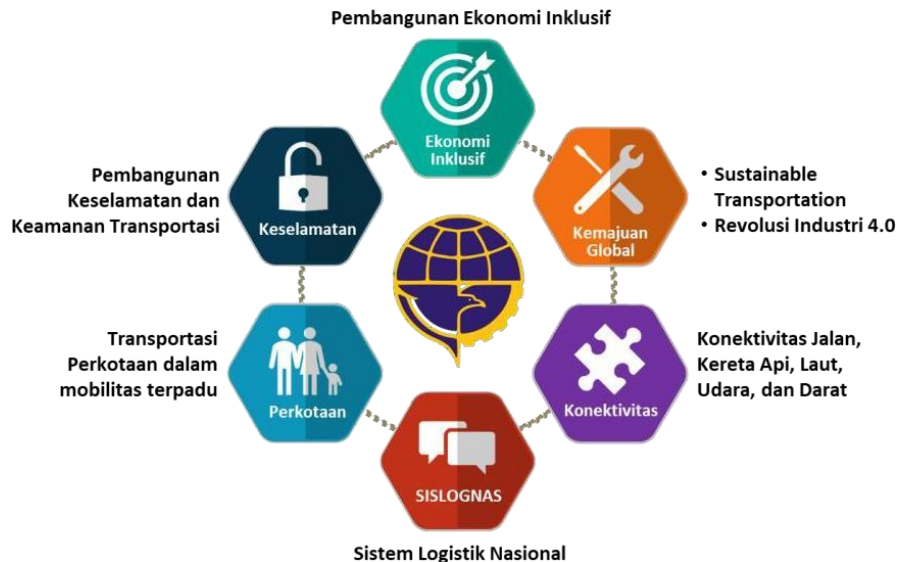 Pembangunan Ekonomi Inklusif
Ekonomi
Inklusif
Pembangunan
Keselamatan dan
Keamanan Transportasi
Keselamatan
Kemajuan
Global
• Sustainable
Transportation
• Revolusi Industri 4.0
Transportasi
Perkotaan dalam
mobilitas terpadu
Perkotaan
Konektivitas
Konektivitas Jalan,
Kereta Api, Laut,
Udara, dan Darat
SISLOGNAS
Sistem Logistik Nasional